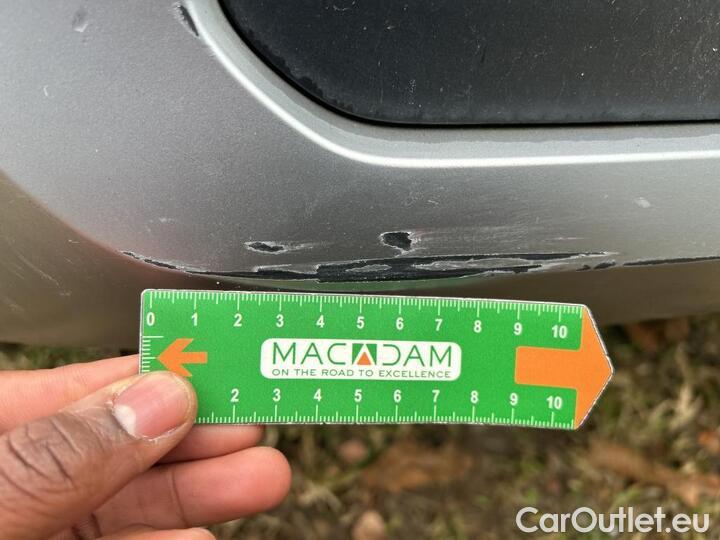 0 1 2 3 4 5 6 7 8 9 10
MACADAM
ON THE ROAD TO EXCELLENCE
2 3 4 5 6 7 8 9 10
CarOutlet.eu